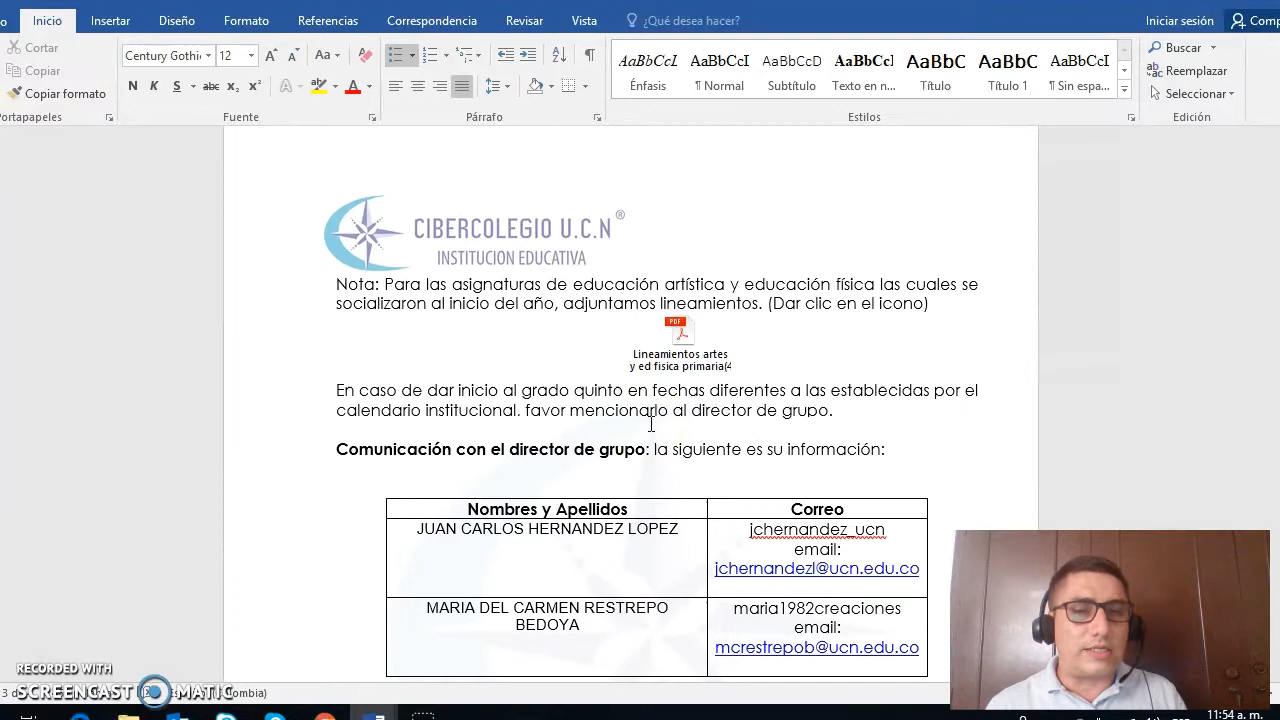 Inicio Insertar Diseño Formato Referencias Correspondencia Revisar Vista ¿Qué desea hacer? Iniciar sesión
Cortar
Copiar
Copiar formato
Century Gothic 12
Aa
N K S abc x₂ x² A A
AaBbCcI AaBbCcI AaBbCcD AaBbCcI AaBbC AaBbC AaBbCcI
Énfasis ¶ Normal Subtítulo Texto en n... Título Título 1 ¶ Sin espa...
Buscar
Reemplazar
Seleccionar
Fuente Párrafo Estilos Edición
CIBERCOLEGIO U.C.N ®
INSTITUCION EDUCATIVA
Nota: Para las asignaturas de educación artística y educación física las cuales se
socializaron al inicio del año, adjuntamos lineamientos. (Dar clic en el icono)
PDF
Lineamientos artes
y ed fisica primaria(4
En caso de dar inicio al grado quinto en fechas diferentes a las establecidas por el
calendario institucional, favor mencionarlo al director de grupo.
Comunicación con el director de grupo: la siguiente es su información:
Nombres y Apellidos Correo
JUAN CARLOS HERNANDEZ LOPEZ jchernandez_ucn
email:
jchernandezl@ucn.edu.co
MARIA DEL CARMEN RESTREPO maria1982creaciones
BEDOYA email:
mcrestrepob@ucn.edu.co
RECORDED WITH
SCREENCAST MATIC
11:54 a. m.